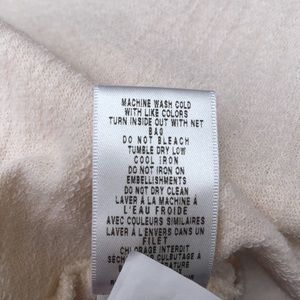 MACHINE WASH COLD
WITH LIKE COLORS
TURN INSIDE OUT WITH NET
BAG
DO NOT BLEACH
TUMBLE DRY LOW
COOL IRON
DO NOT IRON ON
EMBELLISHMENTS
DO NOT DRY CLEAN
LAVER À LA MACHINE À
L'EAU FROIDE
AVEC COULEURS SIMILAIRES
LAVER À L'ENVERS DANS UN
FILET
CHLORAGE INTERDIT
CULBUTAGE À